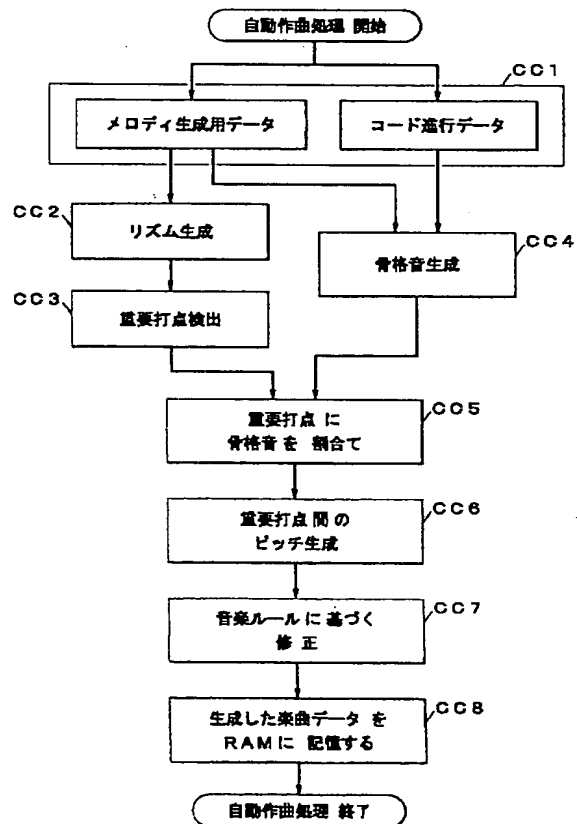 自動作曲処理 開始
CC1
メロディ生成用データ
コード進行データ
CC2
リズム生成
骨格音生成
CC4
CC3
重要打点検出
重要打点 に
骨格音を 割合て
CC5
重要打点間の
ピッチ生成
CC6
音楽ルールに基づく
修正
CC7
生成した楽曲データを
RAMに 記憶する
CC8
自動作曲処理 終了